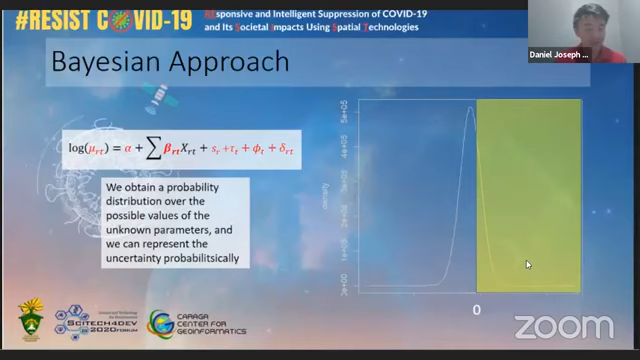 #RESIST COVID-19
REsponsive and Intelligent Suppression of COVID-19
and Its Societal Impacts Using Spatial Technologies
Daniel Joseph ...
Bayesian Approach
log(μrt) = α + ∑ βrtXrt + sr +τt + ϕt + δrt
We obtain a probability
distribution over the
possible values of the
unknown parameters, and
we can represent the
uncertainty probabilitsically
density
0e+00 1e+05 2e+05 3e+05 4e+05 5e+05
0
SCITECH4DEV
2020FORUM
CARAGA
CENTER FOR
GEOINFORMATICS
zoom